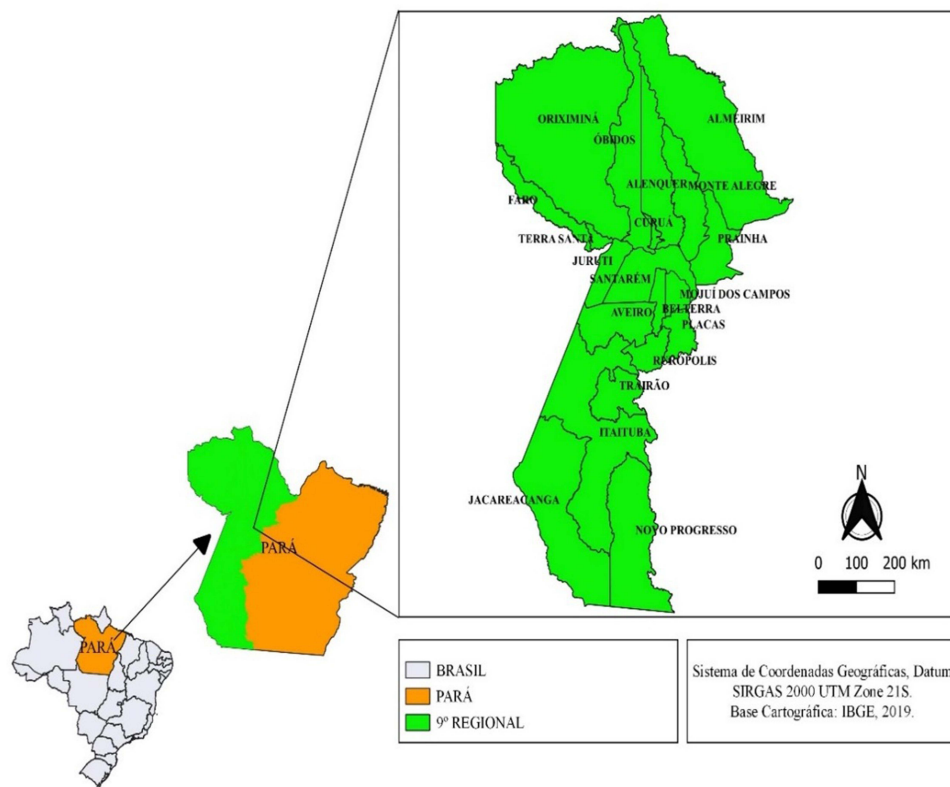 ORIXIMINÁ
ALMEIRIM
ÓBIDOS
ALENQUER
MONTE ALEGRE
FARO
CURUÁ
TERRA SANTA
PRAINHA
JURUTI
SANTARÉM
MOJUÍ DOS CAMPOS
BELTERRA
AVEIRO
PLACAS
RURÓPOLIS
TRAIRÃO
ITAITUBA
JACAREACANGA
NOVO PROGRESSO
N
0 100 200 km
PARÁ
PARÁ
BRASIL
PARÁ
9º REGIONAL
Sistema de Coordenadas Geográficas, Datum
SIRGAS 2000 UTM Zone 21S.
Base Cartográfica: IBGE, 2019.